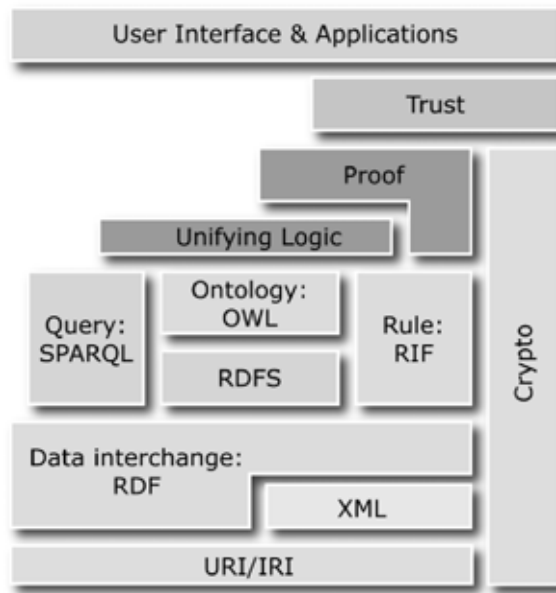 User Interface & Applications
Trust
Proof
Unifying Logic
Query:
SPARQL
Ontology:
OWL
RDFS
Rule:
RIF
Crypto
Data interchange:
RDF
XML
URI/IRI